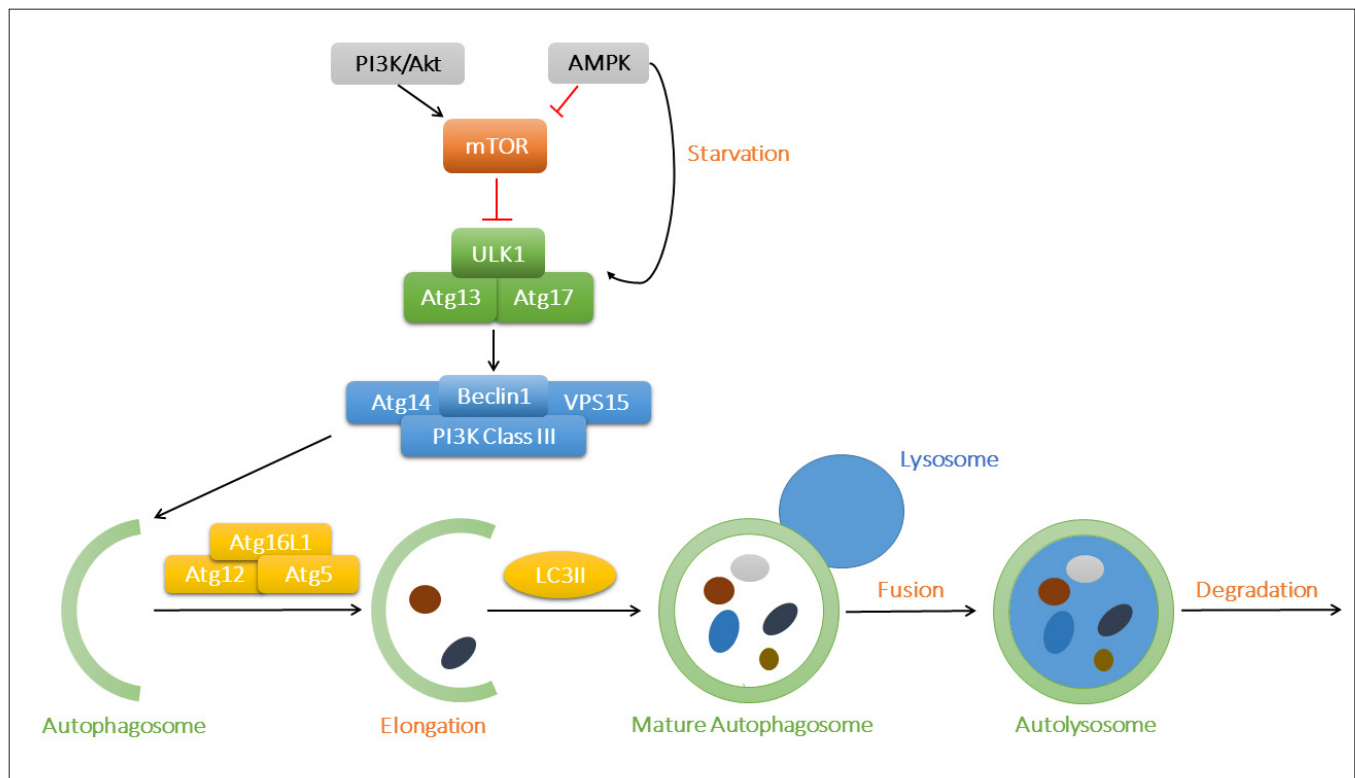 PI3K/Akt
AMPK
mTOR
Starvation
ULK1
Atg13
Atg17
Atg14
Beclin1
VPS15
PI3K Class III
Lysosome
Atg16L1
Atg12
Atg5
LC3II
Fusion
Degradation
Autophagosome
Elongation
Mature Autophagosome
Autolysosome